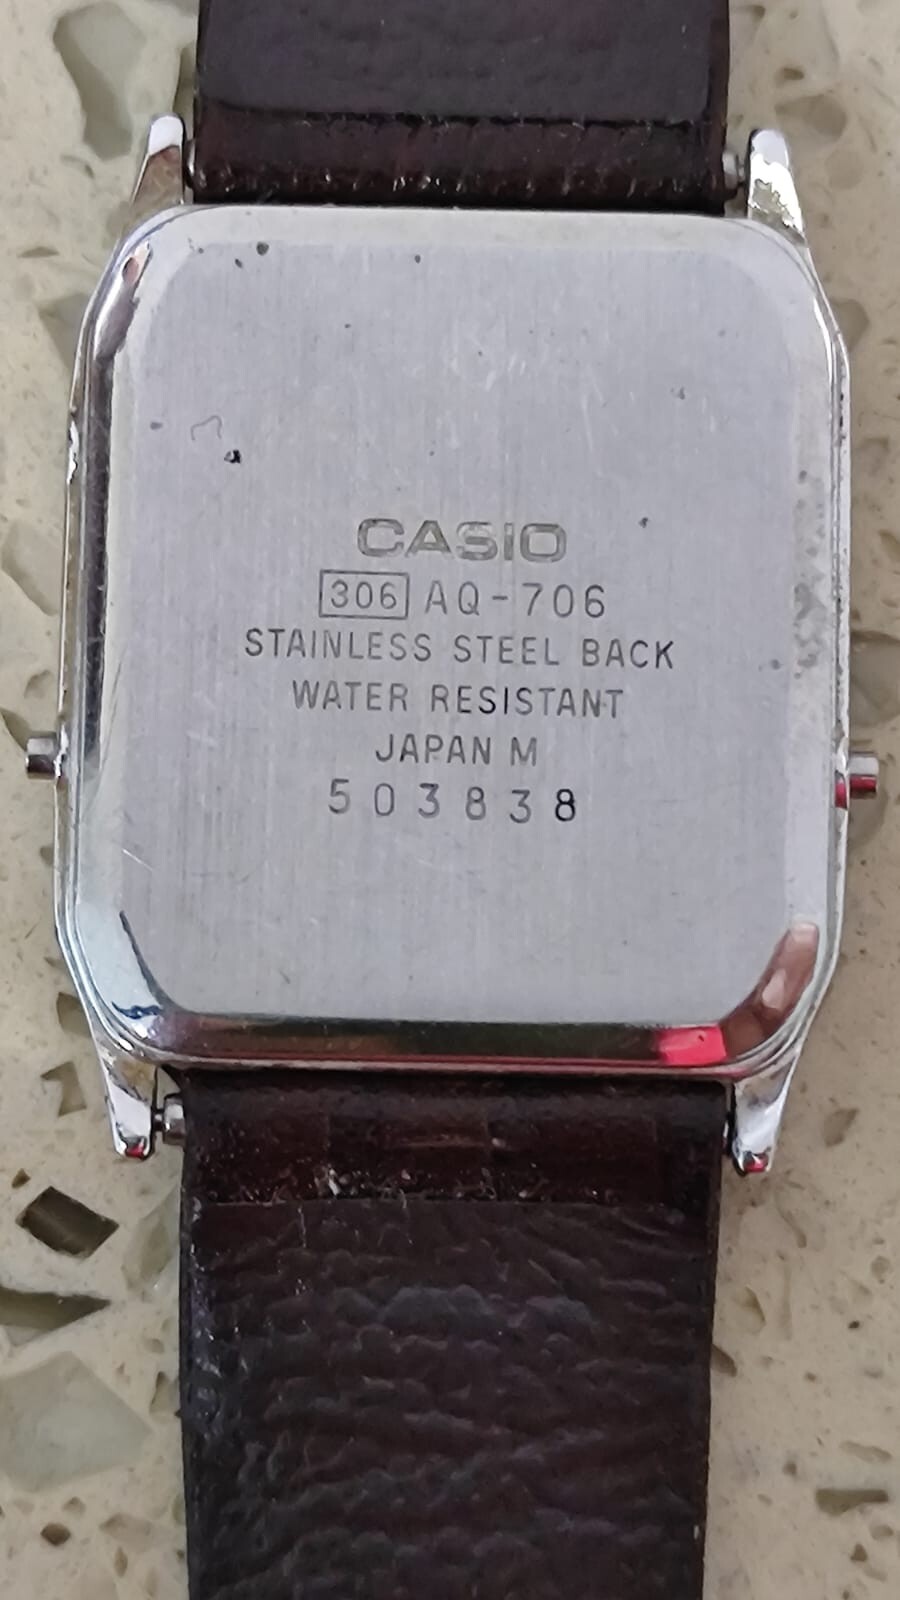 CASIO
306 AQ-706
STAINLESS STEEL BACK
WATER RESISTANT
JAPAN M
503838